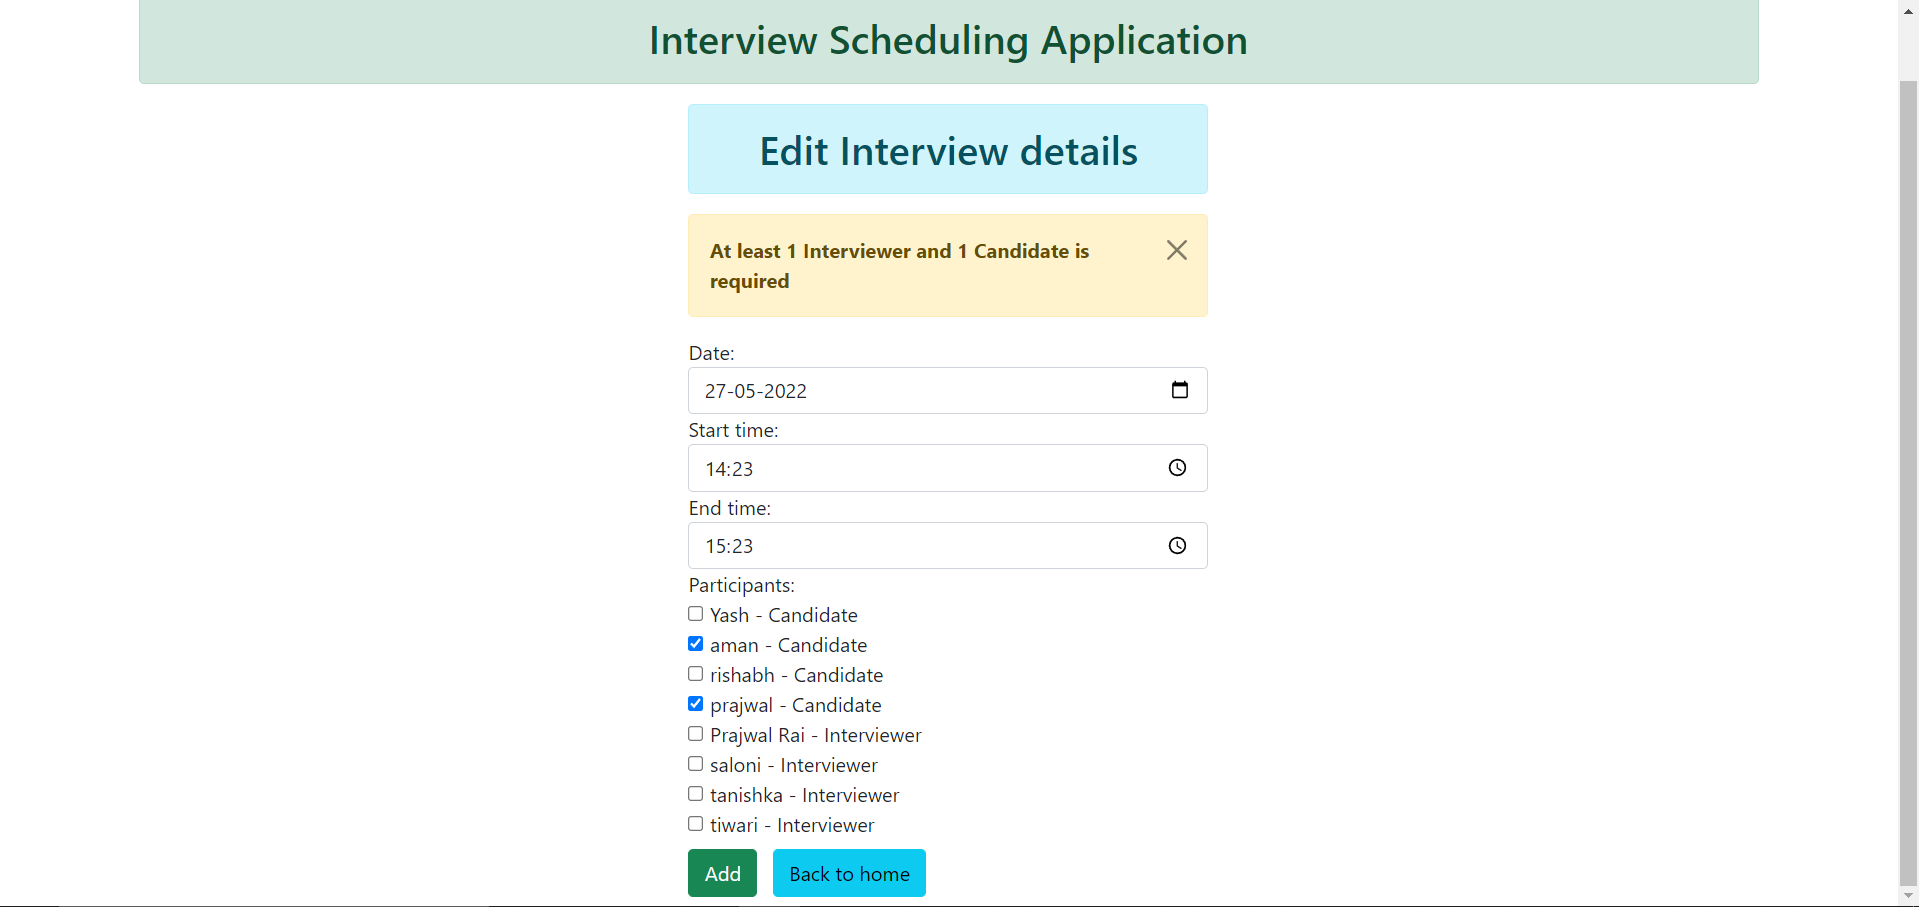 Interview Scheduling Application
Edit Interview details
At least 1 Interviewer and 1 Candidate is
required
Date:
27-05-2022
Start time:
14:23
End time:
15:23
Participants:
Yash - Candidate
aman - Candidate
rishabh - Candidate
prajwal - Candidate
Prajwal Rai - Interviewer
saloni - Interviewer
tanishka - Interviewer
tiwari - Interviewer
Add Back to home